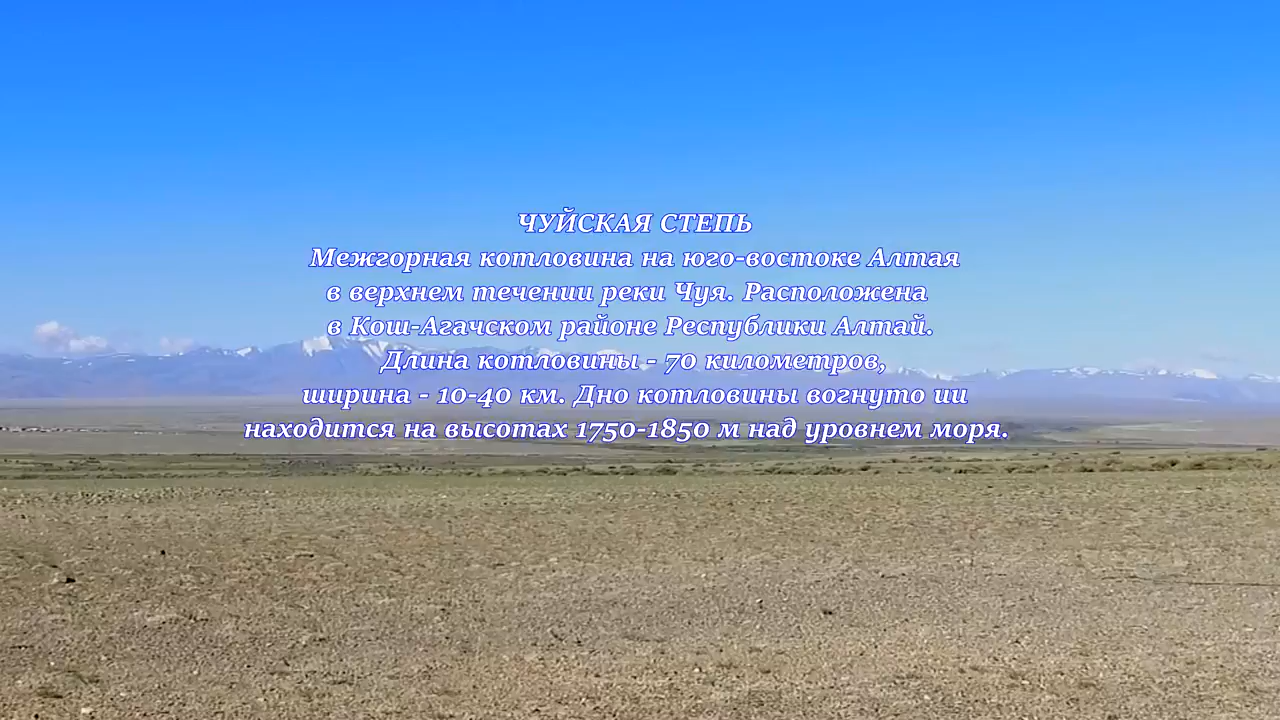 ЧУЙСКАЯ СТЕПЬ
Межгорная котловина на юго-востоке Алтая
в верхнем течении реки Чуя. Расположена
в Кош-Агачском районе Республики Алтай.
Длина котловины - 70 километров,
ширина - 10-40 км. Дно котловины вогнуто ии
находится на высотах 1750-1850 м над уровнем моря.